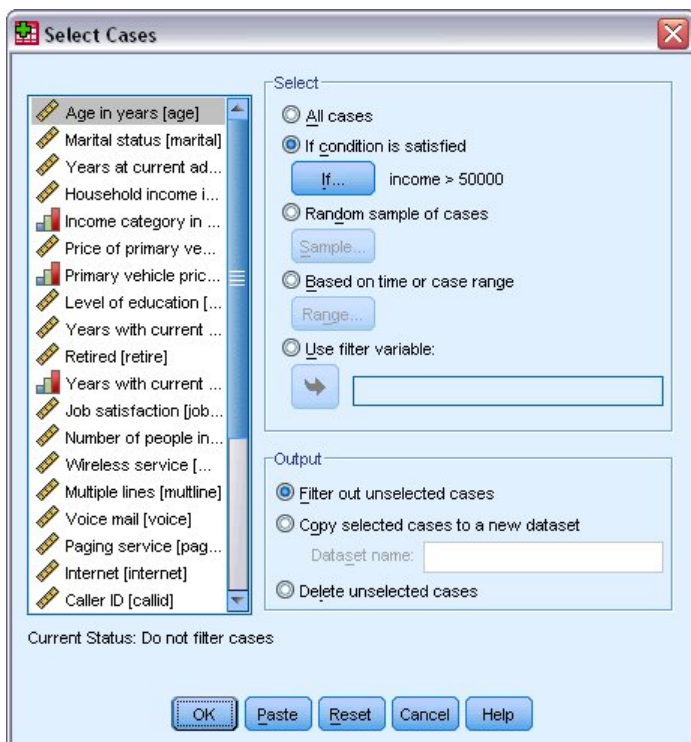 Select Cases
Age in years [age]
Marital status [marital]
Years at current ad...
Household income i...
Income category in ...
Price of primary ve...
Primary vehicle pric...
Level of education [...
Years with current ...
Retired [retire]
Years with current ...
Job satisfaction [job...
Number of people in...
Wireless service [...
Multiple lines [multline]
Voice mail [voice]
Paging service [pag...
Internet [internet]
Caller ID [callid]
Current Status: Do not filter cases
Select
All cases
If condition is satisfied
If... income > 50000
Random sample of cases
Sample...
Based on time or case range
Range...
Use filter variable:
Output
Filter out unselected cases
Copy selected cases to a new dataset
Dataset name:
Delete unselected cases
OK Paste Reset Cancel Help